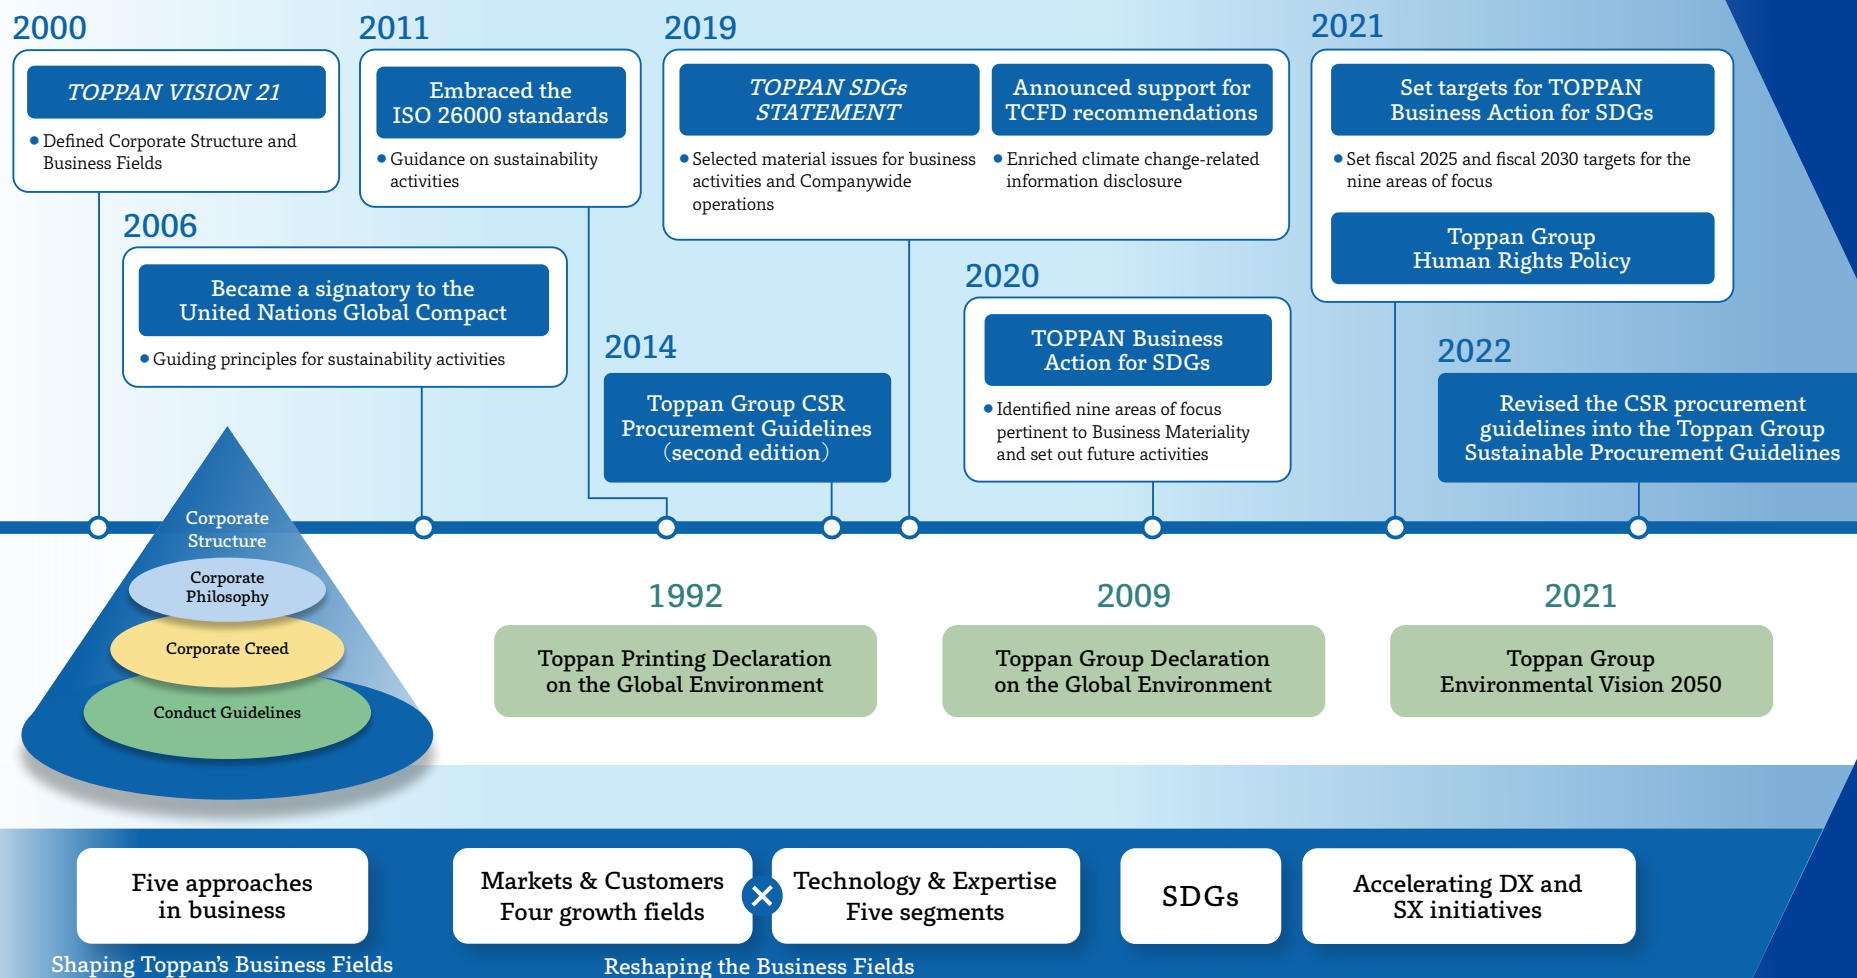 2000
TOPPAN VISION 21
● Defined Corporate Structure and
Business Fields
2006
Became a signatory to the
United Nations Global Compact
● Guiding principles for sustainability activities
2011
Embraced the
ISO 26000 standards
● Guidance on sustainability
activities
2014
Toppan Group CSR
Procurement Guidelines
（second edition）
2019
TOPPAN SDGs
STATEMENT
● Selected material issues for business
activities and Companywide
operations
Announced support for
TCFD recommendations
● Enriched climate change-related
information disclosure
2020
TOPPAN Business
Action for SDGs
● Identified nine areas of focus
pertinent to Business Materiality
and set out future activities
2021
Set targets for TOPPAN
Business Action for SDGs
● Set fiscal 2025 and fiscal 2030 targets for the
nine areas of focus
Toppan Group
Human Rights Policy
2022
Revised the CSR procurement
guidelines into the Toppan Group
Sustainable Procurement Guidelines
Corporate
Structure
Corporate
Philosophy
Corporate Creed
Conduct Guidelines
1992
Toppan Printing Declaration
on the Global Environment
2009
Toppan Group Declaration
on the Global Environment
2021
Toppan Group
Environmental Vision 2050
Five approaches
in business
Shaping Toppan's Business Fields
Markets & Customers
Four growth fields
×
Technology & Expertise
Five segments
Reshaping the Business Fields
SDGs
Accelerating DX and
SX initiatives